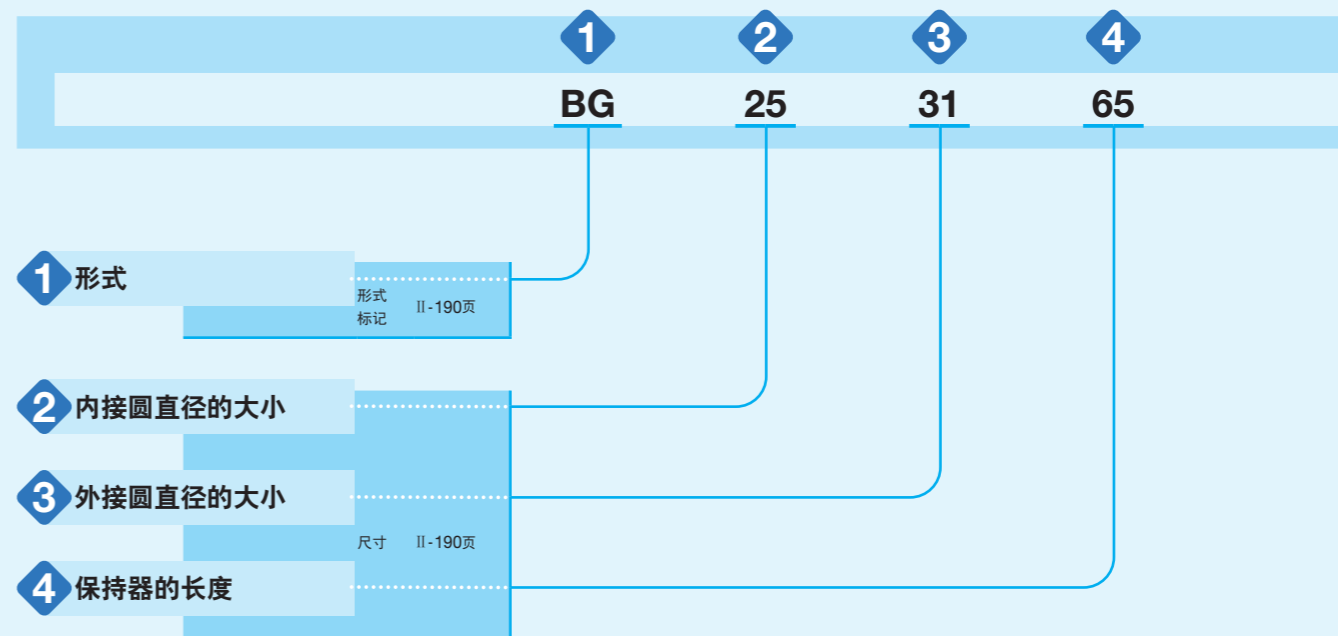 1 2 3 4
BG 25 31 65
1 形式
形式
标记 Ⅱ-190页
2 内接圆直径的大小
3 外接圆直径的大小
尺寸 Ⅱ-190页
4 保持器的长度